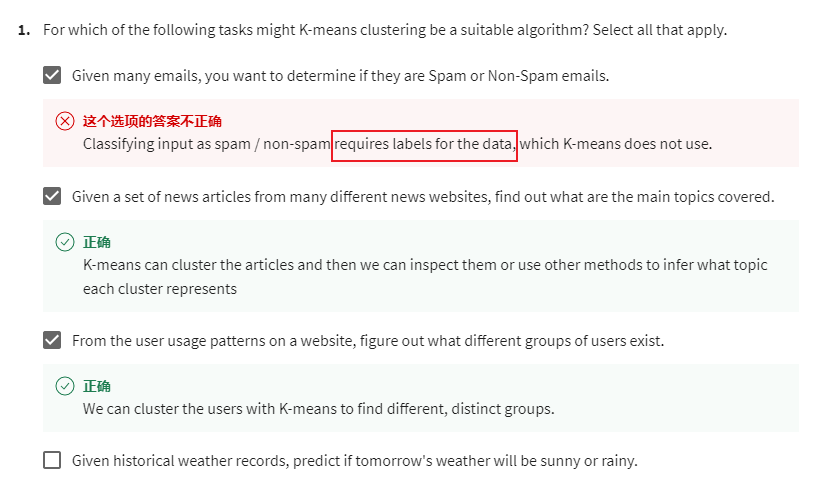 1. For which of the following tasks might K-means clustering be a suitable algorithm? Select all that apply.
Given many emails, you want to determine if they are Spam or Non-Spam emails.
这个选项的答案不正确
Classifying input as spam / non-spam requires labels for the data, which K-means does not use.
Given a set of news articles from many different news websites, find out what are the main topics covered.
正确
K-means can cluster the articles and then we can inspect them or use other methods to infer what topic
each cluster represents
From the user usage patterns on a website, figure out what different groups of users exist.
正确
We can cluster the users with K-means to find different, distinct groups.
Given historical weather records, predict if tomorrow's weather will be sunny or rainy.